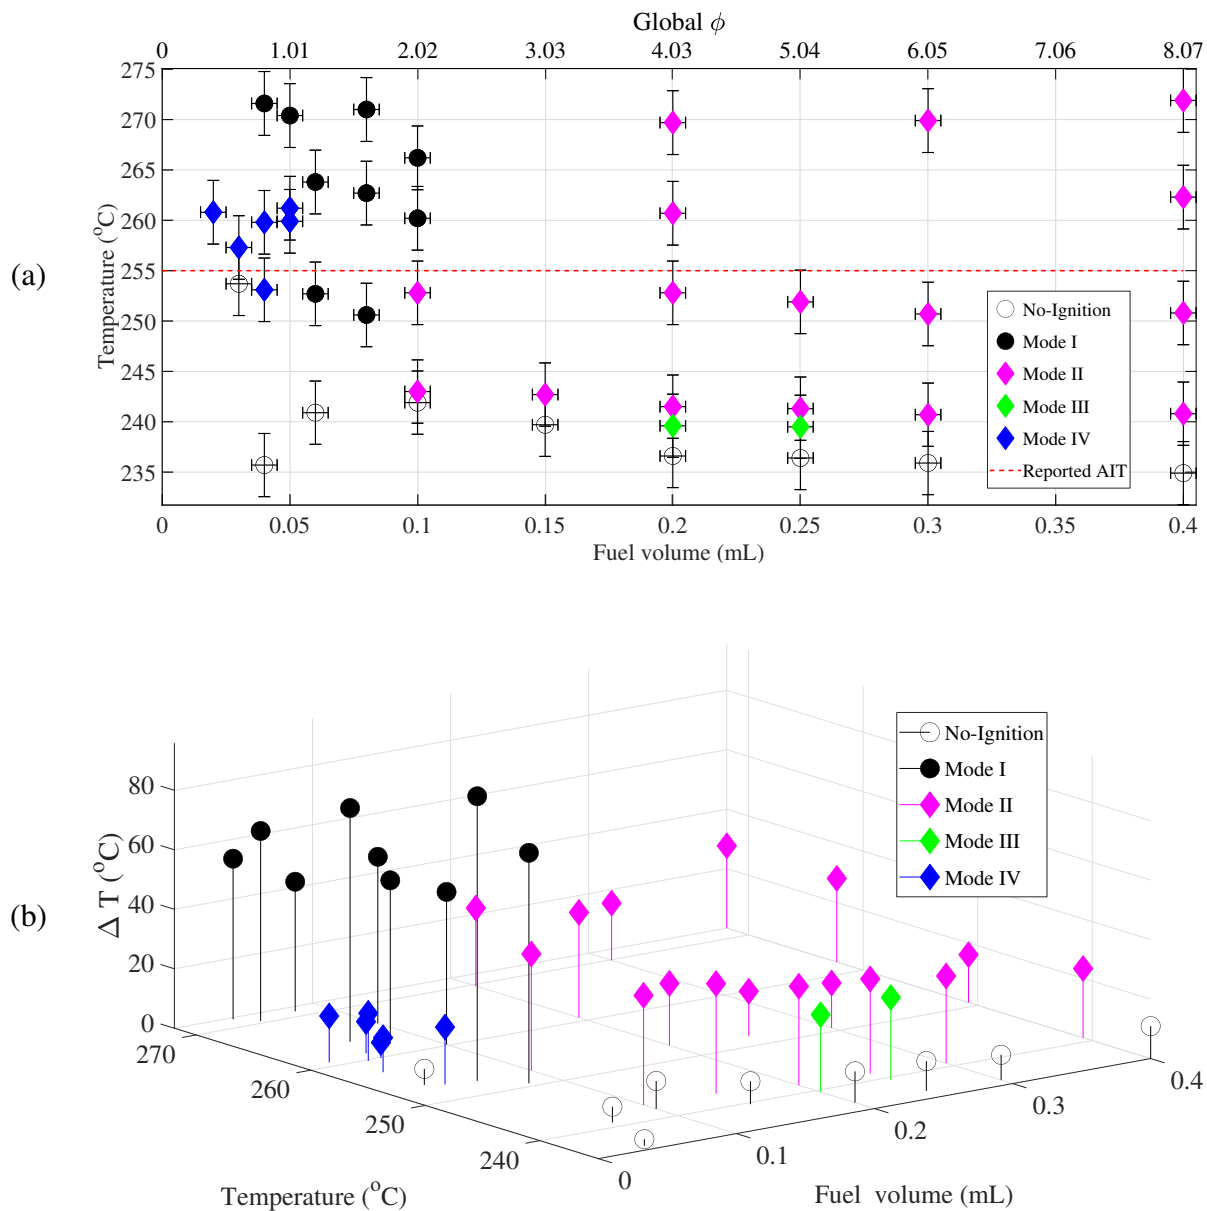 Global ϕ
0 1.01 2.02 3.03 4.03 5.04 6.05 7.06 8.07
275
270
265
260
255
250
245
240
235
Temperature (°C)
(a)
No-Ignition
Mode I
Mode II
Mode III
Mode IV
Reported AIT
0 0.05 0.1 0.15 0.2 0.25 0.3 0.35 0.4
Fuel volume (mL)
No-Ignition
Mode I
Mode II
Mode III
Mode IV
80
60
40
20
0
Δ T (°C)
(b)
270
260
250
240
Temperature (°C)
0
0.1
0.2
0.3
0.4
Fuel volume (mL)